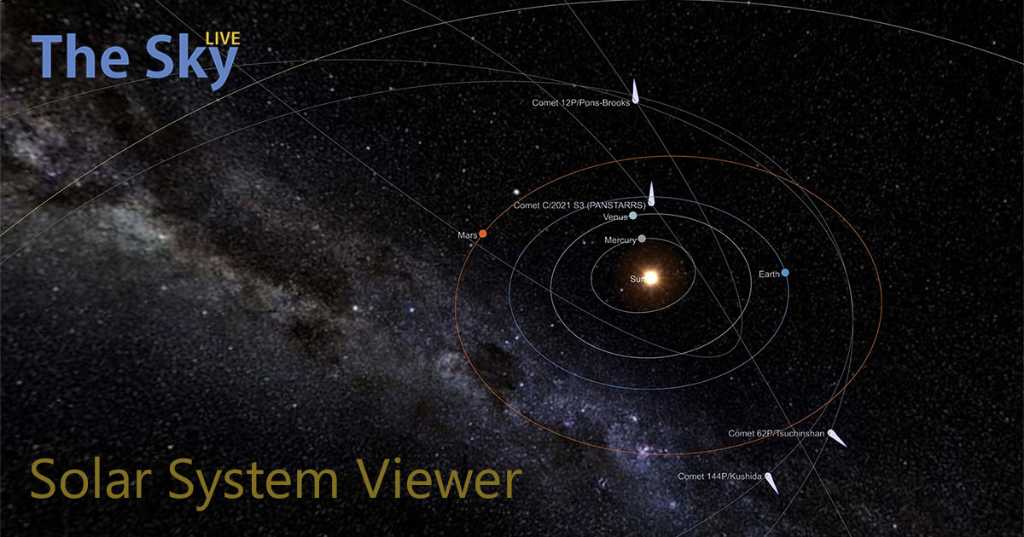 The Sky LIVE
Comet 12P/Pons-Brooks
Comet C/2021 S3 (PANSTARRS)
Venus
Mars
Mercury
Earth
Sun
Comet 62P/Tsuchinshan
Comet 144P/Kushida
Solar System Viewer